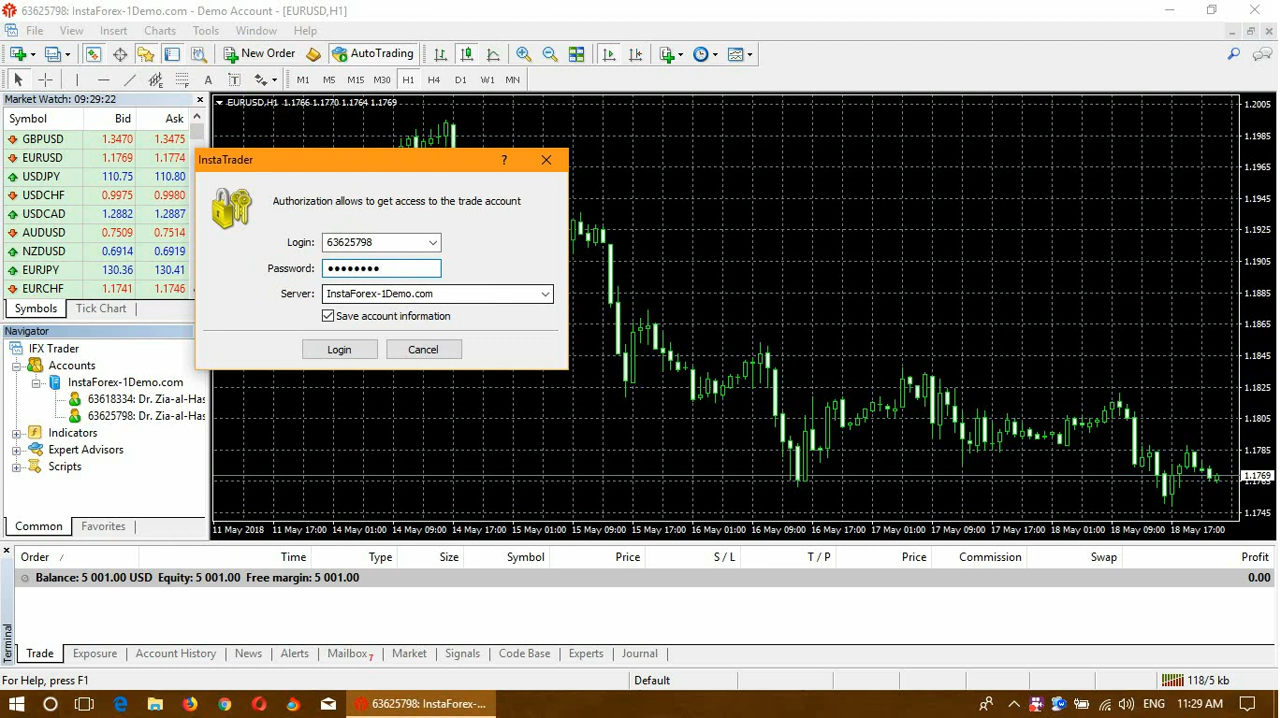 63625798: InstaForex-1Demo.com - Demo Account - [EURUSD,H1]
File View Insert Charts Tools Window Help
New Order AutoTrading
A T M1 M5 M15 M30 H1 H4 D1 W1 MN
Market Watch: 09:29:22
Symbol Bid Ask
GBPUSD 1.3470 1.3475
EURUSD 1.1769 1.1774
USDJPY 110.75 110.80
USDCHF 0.9975 0.9980
USDCAD 1.2882 1.2887
AUDUSD 0.7509 0.7514
NZDUSD 0.6914 0.6919
EURJPY 130.36 130.41
EURCHF 1.1741 1.1746
Symbols Tick Chart
Navigator
IFX Trader
Accounts
InstaForex-1Demo.com
63618334: Dr. Zia-al-Has
63625798: Dr. Zia-al-Has
Indicators
Expert Advisors
Scripts
Common Favorites
EURUSD,H1 1.1766 1.1770 1.1764 1.1769
InstaTrader ?
Authorization allows to get access to the trade account
Login: 63625798
Password: ••••••••
Server: InstaForex-1Demo.com
Save account information
Login Cancel
1.2005
1.1985
1.1965
1.1945
1.1925
1.1905
1.1885
1.1865
1.1845
1.1825
1.1805
1.1785
1.1769
1.1745
11 May 2018 11 May 17:00 14 May 01:00 14 May 09:00 14 May 17:00 15 May 01:00 15 May 09:00 15 May 17:00 16 May 01:00 16 May 09:00 16 May 17:00 17 May 01:00 17 May 09:00 17 May 17:00 18 May 01:00 18 May 09:00 18 May 17:00
Order / Time Type Size Symbol Price S / L T / P Price Commission Swap Profit
Balance: 5 001.00 USD Equity: 5 001.00 Free margin: 5 001.00 0.00
Terminal
Trade Exposure Account History News Alerts Mailbox 7 Market Signals Code Base Experts Journal
For Help, press F1 Default 118/5 kb
63625798: InstaForex-... ENG 11:29 AM